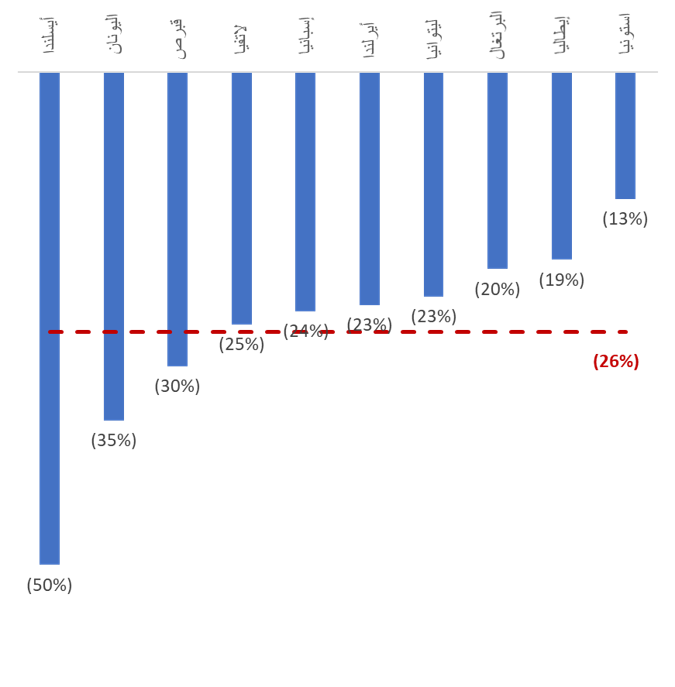 أيسلندا
اليونان
قبرص
لاتفيا
إسبانيا
أيرلندا
ليتوانيا
البرتغال
إيطاليا
استونيا
(13%)
(19%)
(20%)
(23%)
(23%)
(24%)
(25%)
(26%)
(30%)
(35%)
(50%)